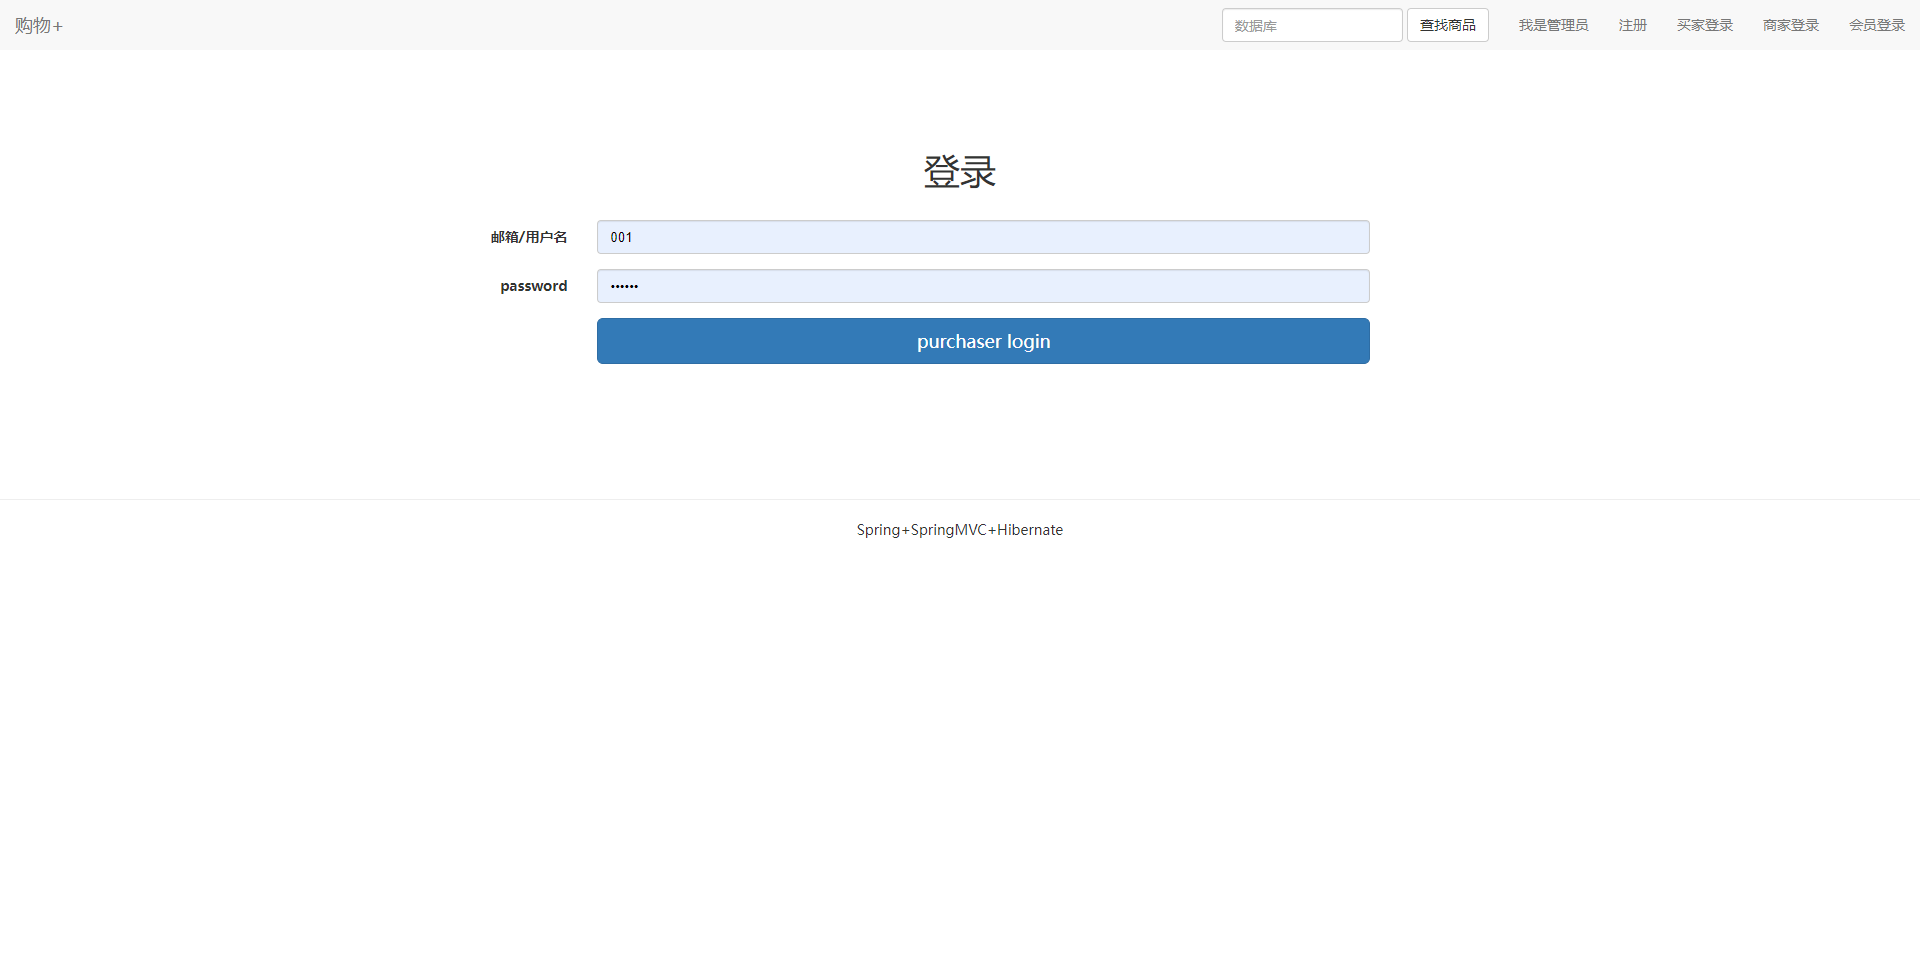 购物+
数据库
查找商品
我是管理员
注册
买家登录
商家登录
会员登录
登录
邮箱/用户名
001
password
••••••
purchaser login
Spring+SpringMVC+Hibernate